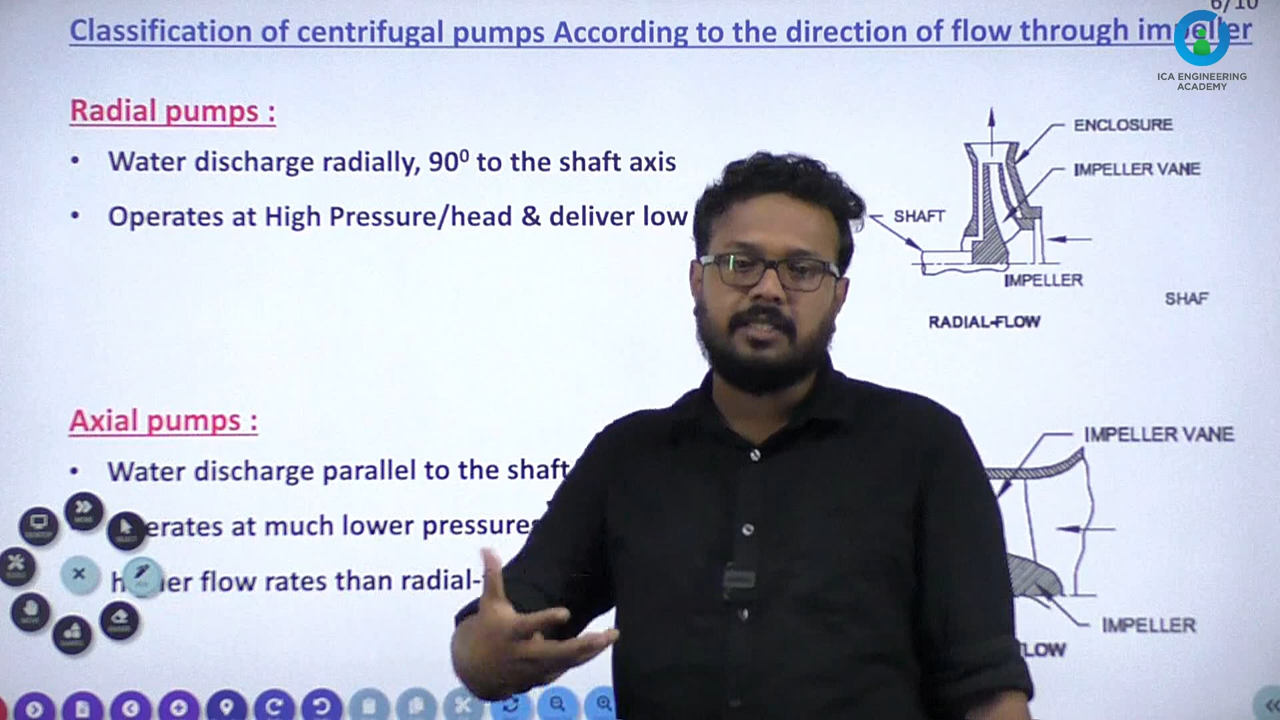 6/10
Classification of centrifugal pumps According to the direction of flow through impeller
ICA ENGINEERING
ACADEMY
Radial pumps :
• Water discharge radially, 90⁰ to the shaft axis
• Operates at High Pressure/head & deliver low
ENCLOSURE
IMPELLER VANE
SHAFT
IMPELLER
SHAF
RADIAL-FLOW
Axial pumps :
• Water discharge parallel to the shaft
erates at much lower pressures
flow rates than radial-
IMPELLER VANE
IMPELLER
LOW